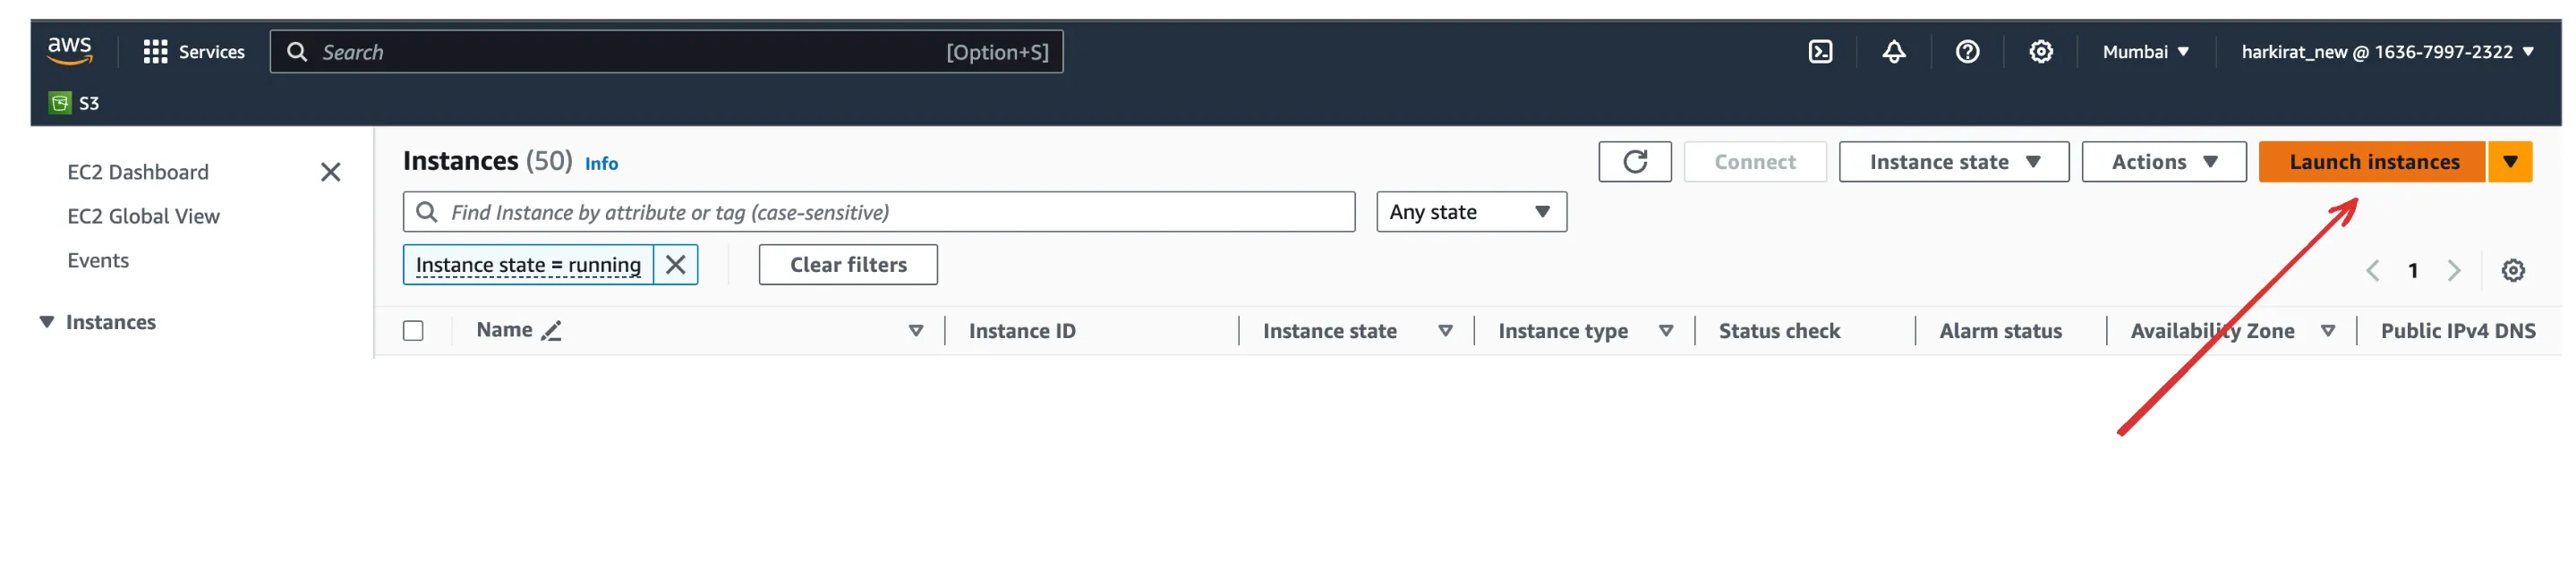 aws Services Search [Option+S] Mumbai harkirat_new @ 1636-7997-2322
S3
EC2 Dashboard
EC2 Global View
Events
Instances
Instances (50) Info Connect Instance state Actions Launch instances
Find Instance by attribute or tag (case-sensitive) Any state
Instance state = running Clear filters
1
Name Instance ID Instance state Instance type Status check Alarm status Availability Zone Public IPv4 DNS